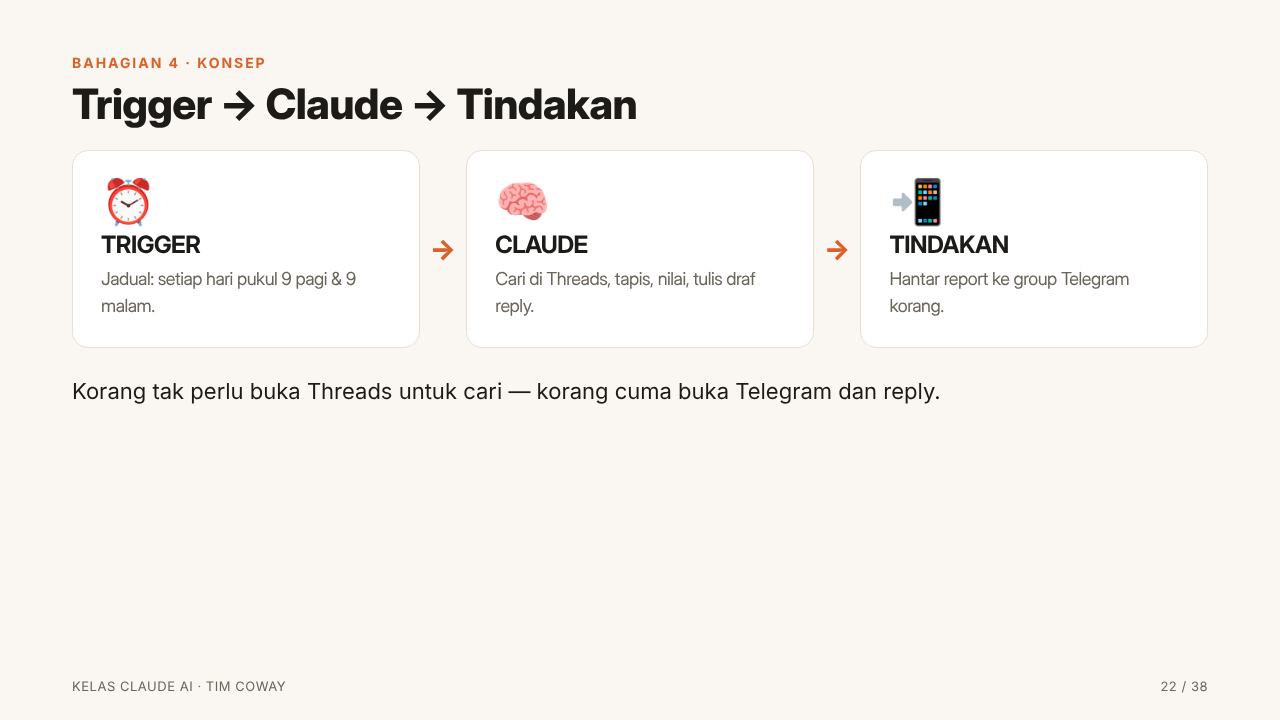 BAHAGIAN 4 · KONSEP
Trigger → Claude → Tindakan
TRIGGER
Jadual: setiap hari pukul 9 pagi & 9
malam.
→
CLAUDE
Cari di Threads, tapis, nilai, tulis draf
reply.
→
TINDAKAN
Hantar report ke group Telegram
korang.
Korang tak perlu buka Threads untuk cari — korang cuma buka Telegram dan reply.
KELAS CLAUDE AI · TIM COWAY
22 / 38